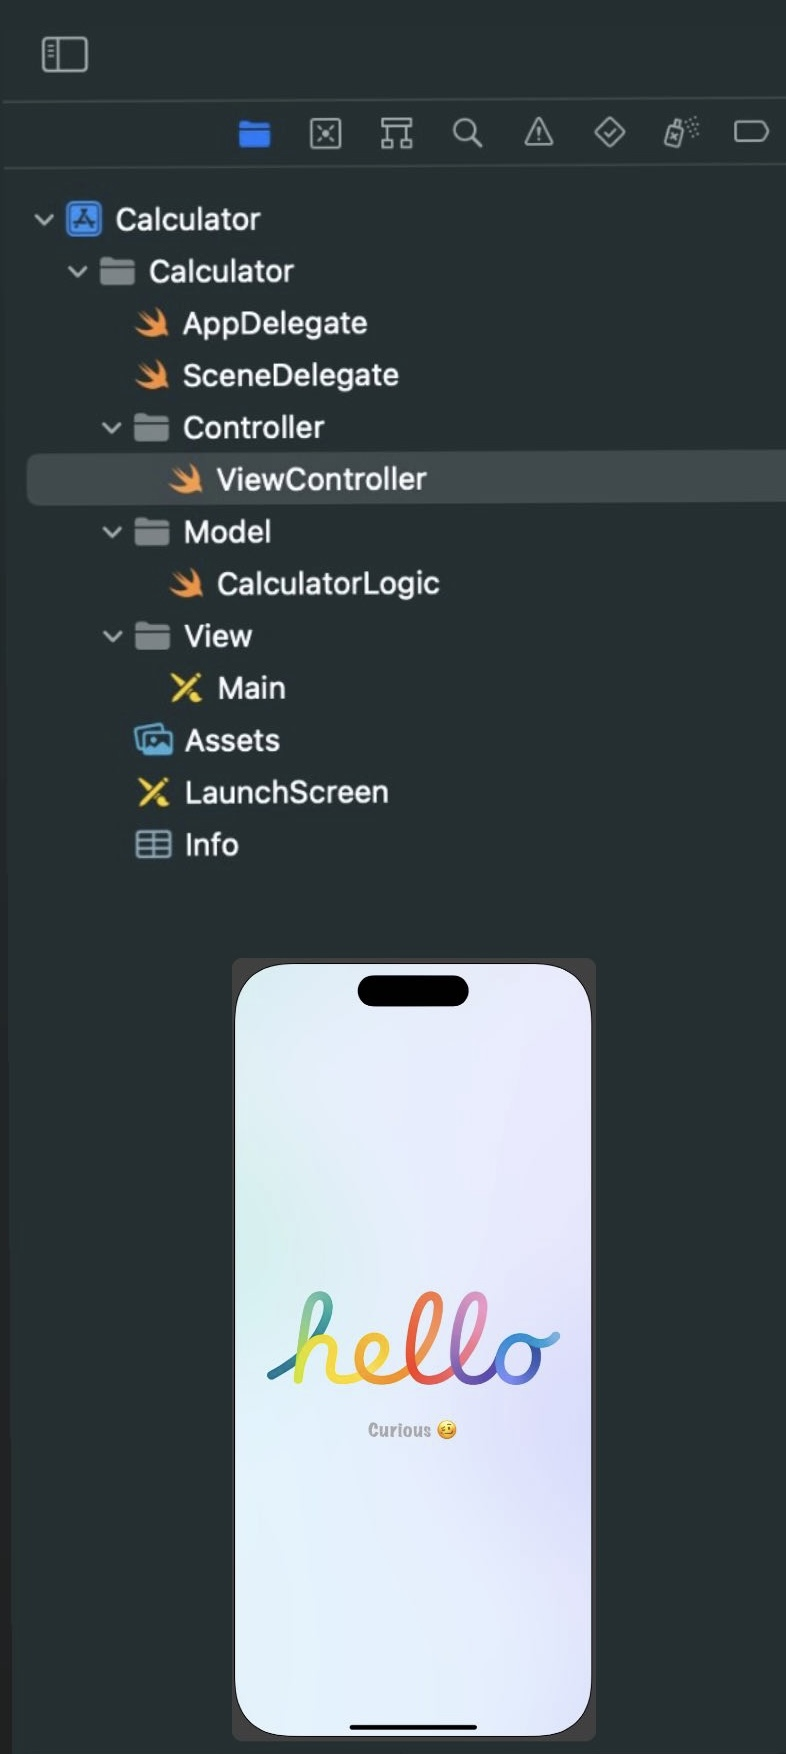 Calculator
Calculator
AppDelegate
SceneDelegate
Controller
ViewController
Model
CalculatorLogic
View
Main
Assets
LaunchScreen
Info
hello
Curious 🥴